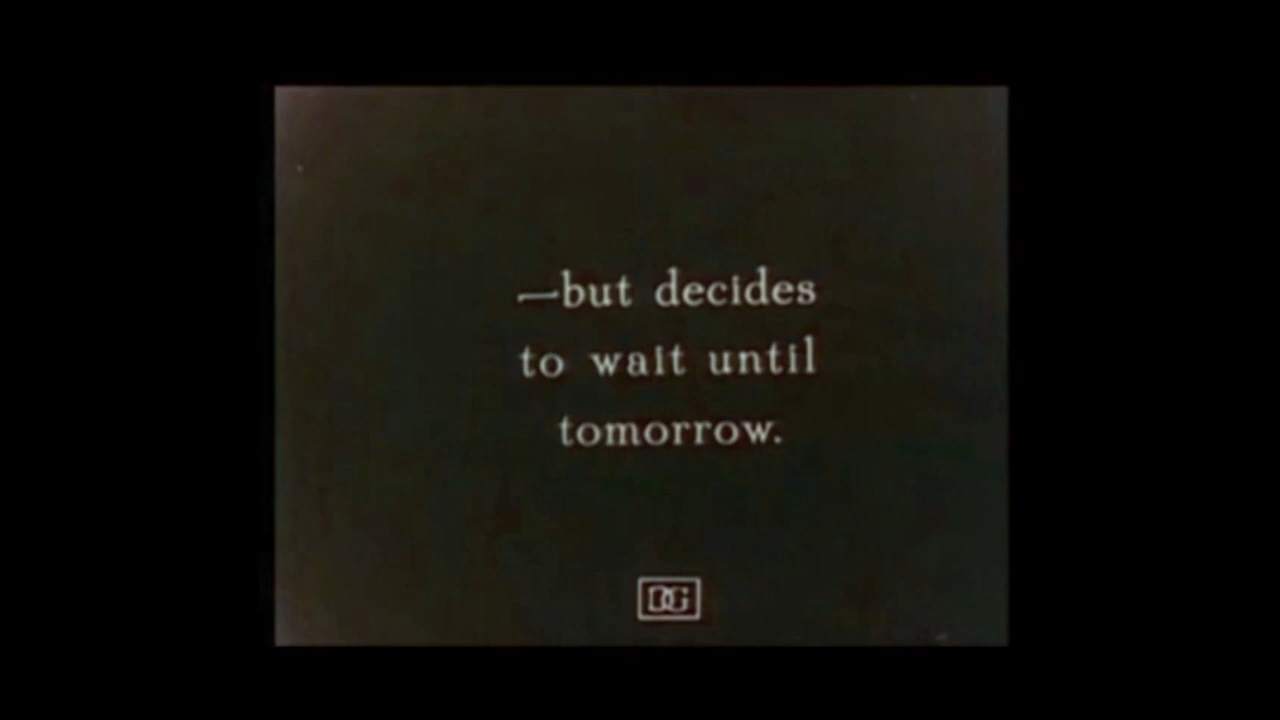 —but decides
to wait until
tomorrow.
DG